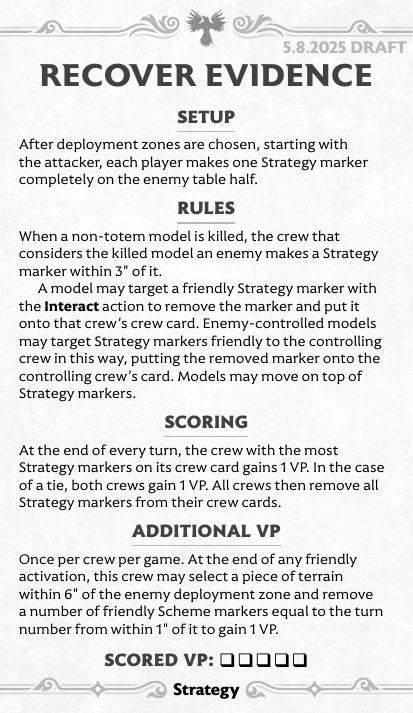 5.8.2025 DRAFT
RECOVER EVIDENCE
SETUP
After deployment zones are chosen, starting with
the attacker, each player makes one Strategy marker
completely on the enemy table half.
RULES
When a non-totem model is killed, the crew that
considers the killed model an enemy makes a Strategy
marker within 3" of it.
A model may target a friendly Strategy marker with
the Interact action to remove the marker and put it
onto that crew's crew card. Enemy-controlled models
may target Strategy markers friendly to the controlling
crew in this way, putting the removed marker onto the
controlling crew's card. Models may move on top of
Strategy markers.
SCORING
At the end of every turn, the crew with the most
Strategy markers on its crew card gains 1 VP. In the case
of a tie, both crews gain 1 VP. All crews then remove all
Strategy markers from their crew cards.
ADDITIONAL VP
Once per crew per game. At the end of any friendly
activation, this crew may select a piece of terrain
within 6" of the enemy deployment zone and remove
a number of friendly Scheme markers equal to the turn
number from within 1" of it to gain 1 VP.
SCORED VP: ❏❏❏❏❏
Strategy